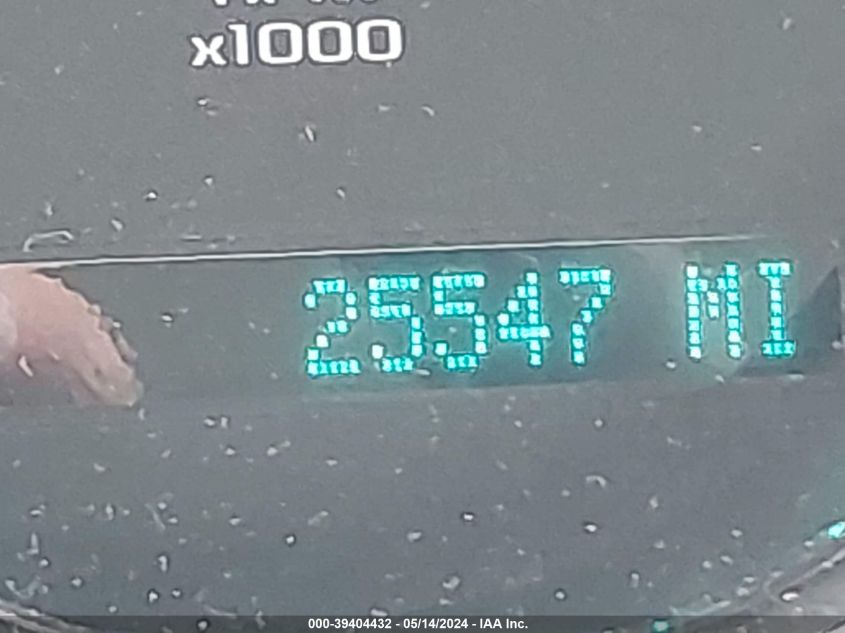 x1000
25547 MI
000-39404432 - 05/14/2024 - IAA Inc.